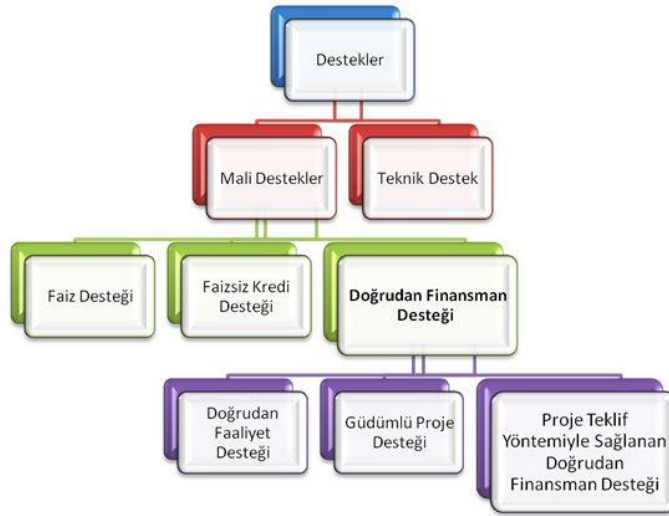 Destekler
Mali Destekler
Teknik Destek
Faiz Desteği
Faizsiz Kredi
Desteği
Doğrudan Finansman
Desteği
Doğrudan
Faaliyet
Desteği
Güdümlü Proje
Desteği
Proje Teklif
Yöntemiyle Sağlanan
Doğrudan
Finansman Desteği